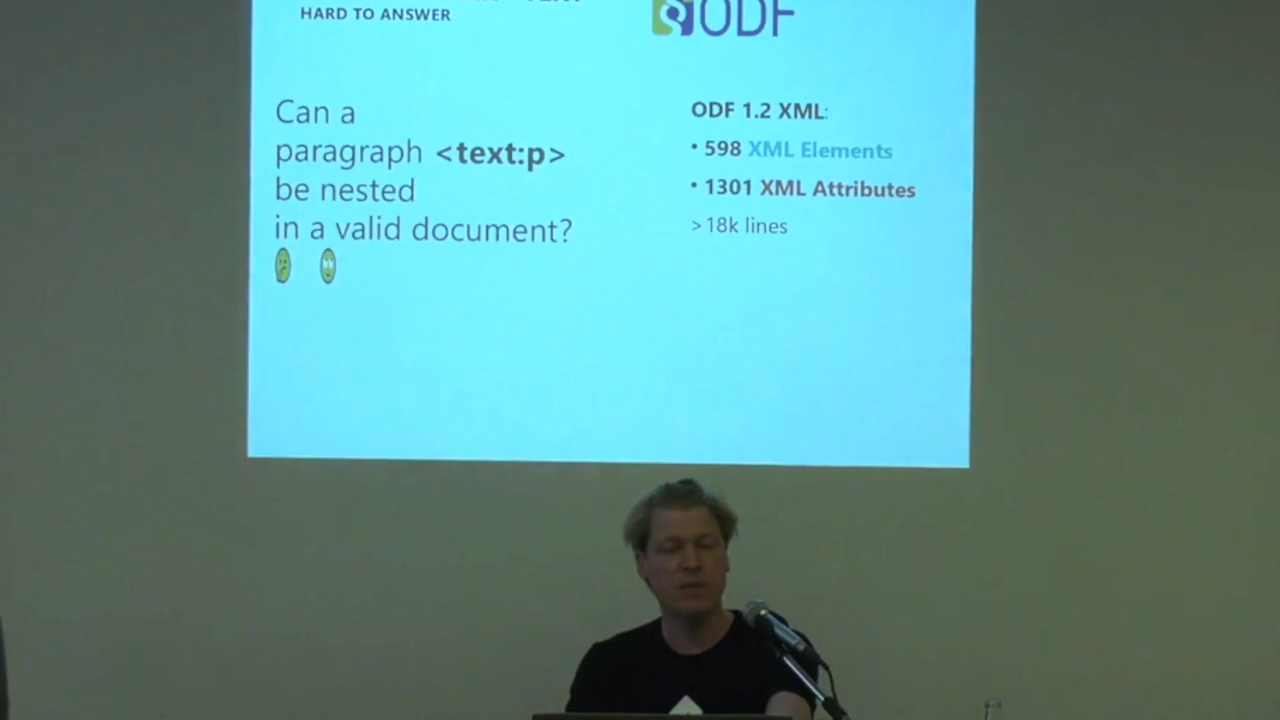 HARD TO ANSWER
ODF
Can a
paragraph <text:p>
be nested
in a valid document?
ODF 1.2 XML:
• 598 XML Elements
• 1301 XML Attributes
>18k lines